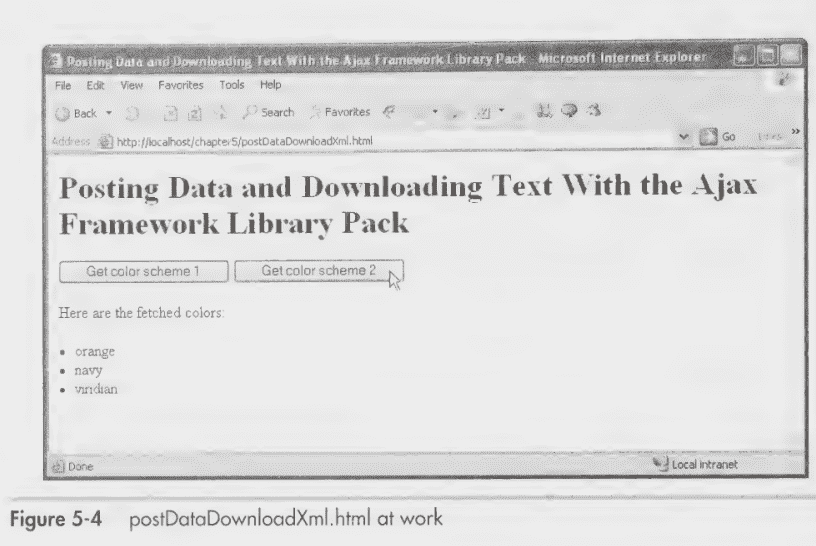 Posting Data and Downloading Text With the Ajax Framework Library Pack - Microsoft Internet Explorer
File Edit View Favorites Tools Help
Back Search Favorites
Address http://localhost/chapter5/postDataDownloadXml.html Go Links »
Posting Data and Downloading Text With the Ajax
Framework Library Pack
Get color scheme 1 Get color scheme 2
Here are the fetched colors:
• orange
• navy
• viridian
Done Local intranet
Figure 5-4 postDataDownloadXml.html at work